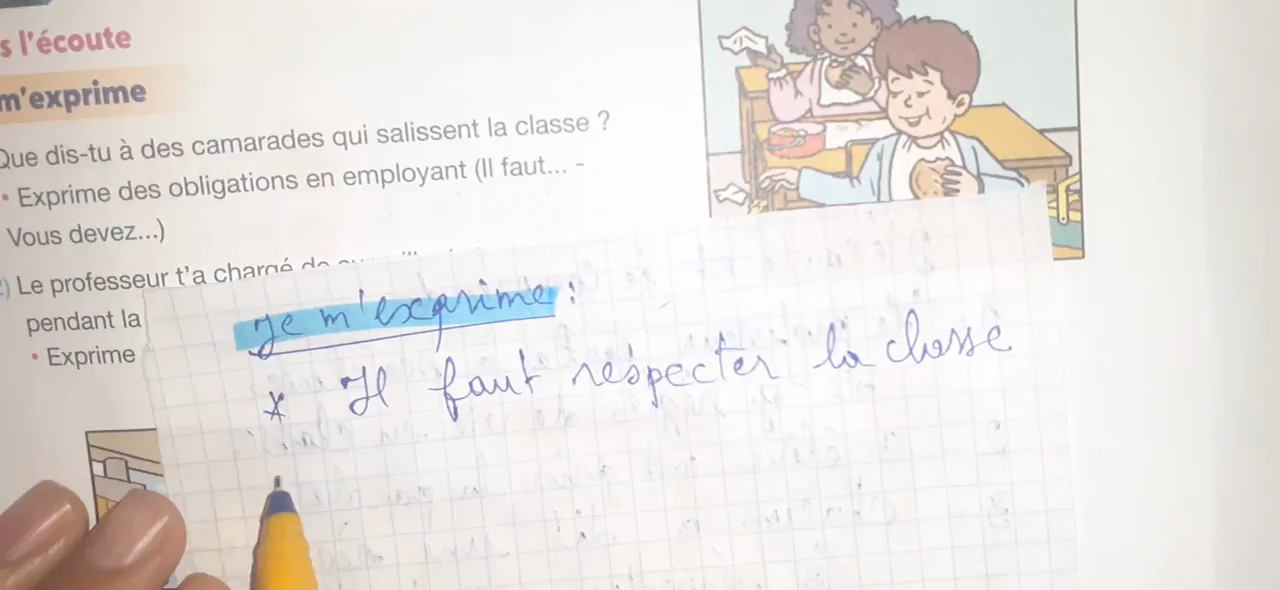 s l'écoute
m'exprime
Que dis-tu à des camarades qui salissent la classe ?
• Exprime des obligations en employant (Il faut... -
Vous devez...)
) Le professeur t'a chargé de
pendant la
• Exprime
Je m'exprime :
* Il faut respecter la classe